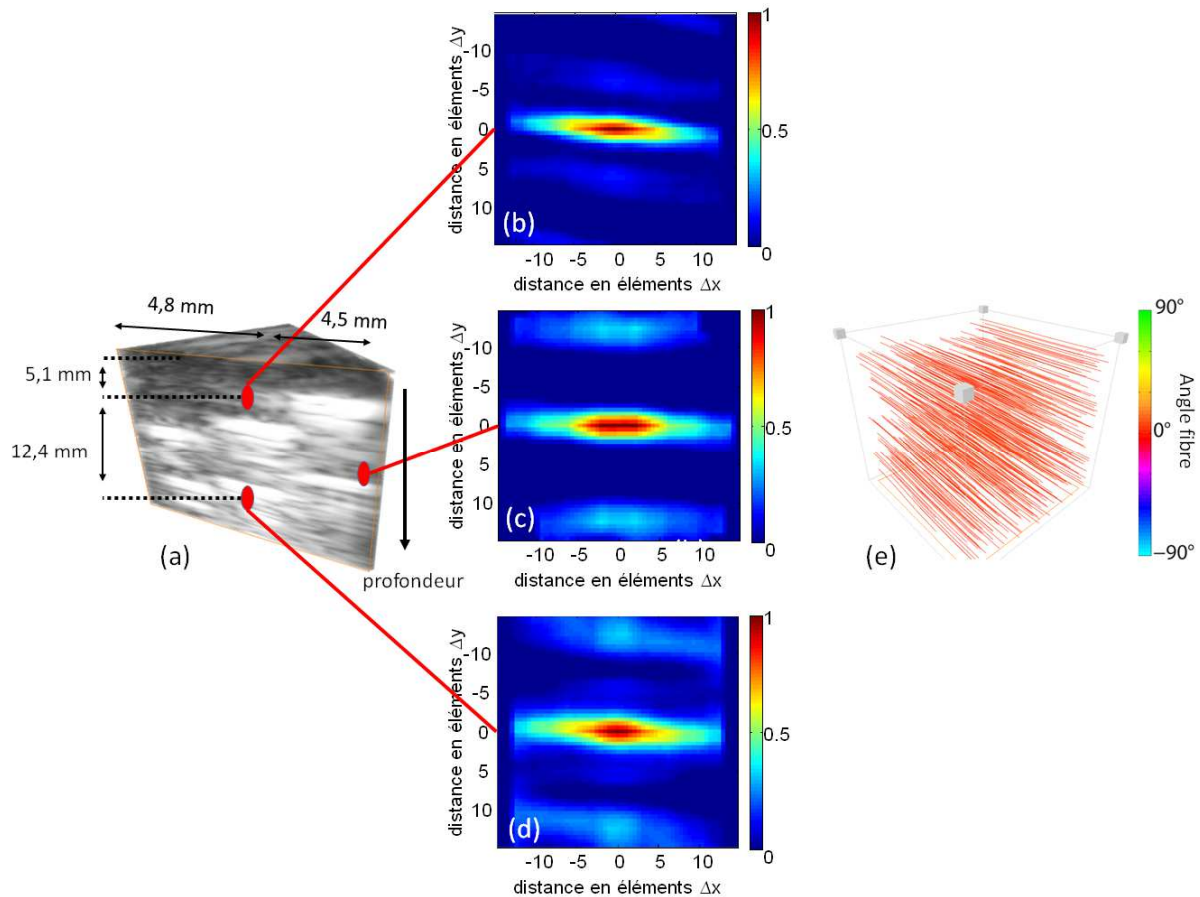 4,8 mm
4,5 mm
5,1 mm
12,4 mm
(a)
profondeur
distance en éléments Δy
-10
-5
0
5
10
(b)
-10 -5 0 5 10
distance en éléments Δx
1
0.5
0
distance en éléments Δy
-10
-5
0
5
10
(c)
-10 -5 0 5 10
distance en éléments Δx
1
0.5
0
distance en éléments Δy
-10
-5
0
5
10
(d)
-10 -5 0 5 10
distance en éléments Δx
1
0.5
0
(e)
90°
0°
−90°
Angle fibre